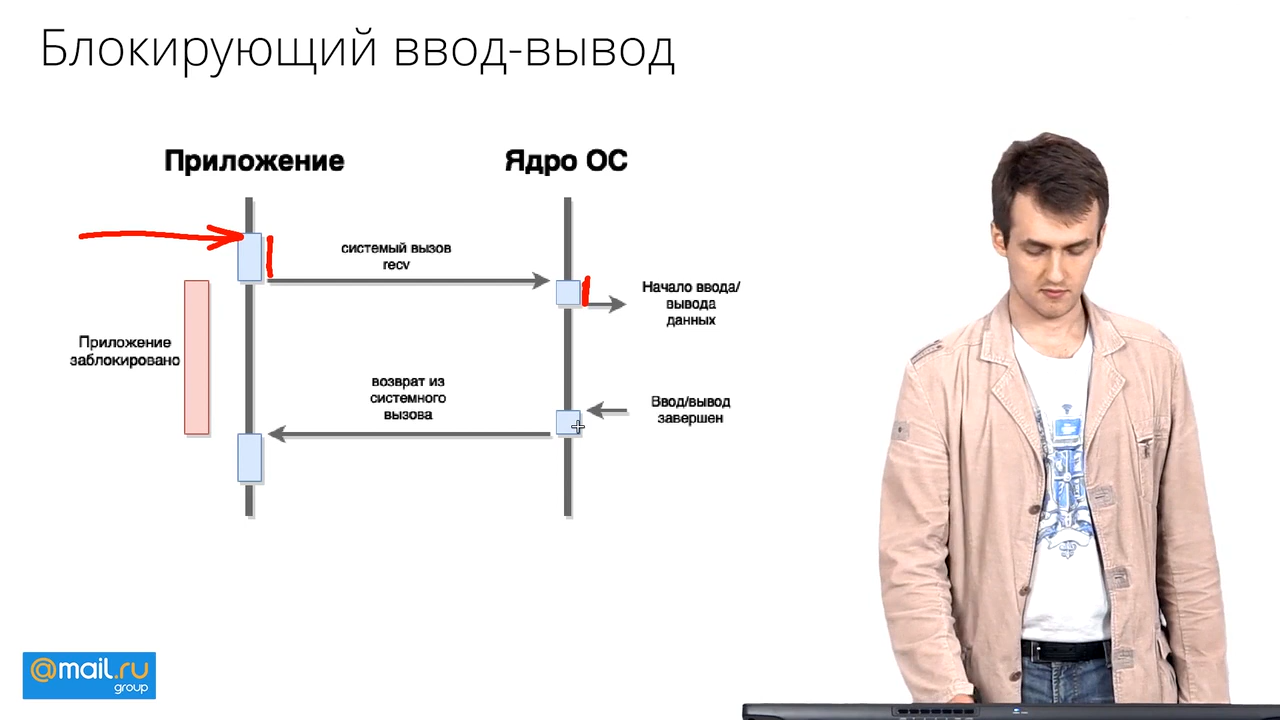 Блокирующий ввод-вывод
Приложение
Ядро ОС
системый вызов
recv
Начало ввода/
вывода
данных
Приложение
заблокировано
возврат из
системного
вызова
Ввод/вывод
завершен
@mail.ru
group